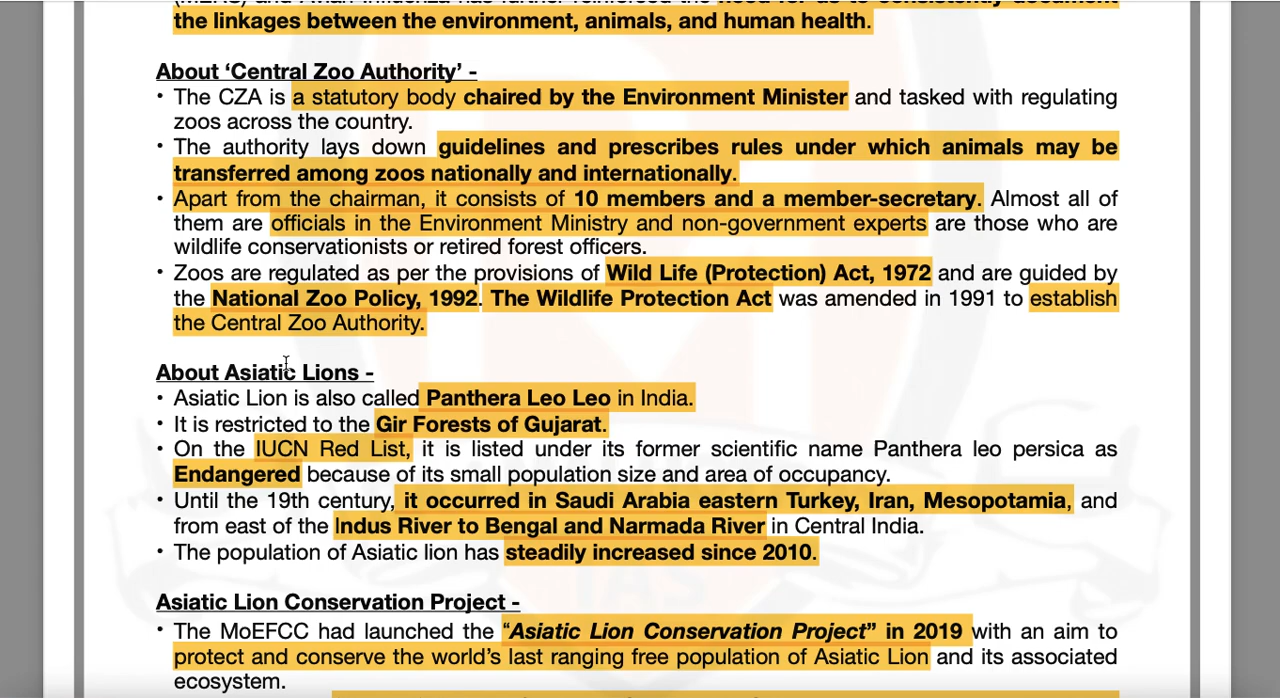 the linkages between the environment, animals, and human health.
About ‘Central Zoo Authority’ -
• The CZA is a statutory body chaired by the Environment Minister and tasked with regulating
zoos across the country.
• The authority lays down guidelines and prescribes rules under which animals may be
transferred among zoos nationally and internationally.
• Apart from the chairman, it consists of 10 members and a member-secretary. Almost all of
them are officials in the Environment Ministry and non-government experts are those who are
wildlife conservationists or retired forest officers.
• Zoos are regulated as per the provisions of Wild Life (Protection) Act, 1972 and are guided by
the National Zoo Policy, 1992. The Wildlife Protection Act was amended in 1991 to establish
the Central Zoo Authority.
About Asiatic Lions -
• Asiatic Lion is also called Panthera Leo Leo in India.
• It is restricted to the Gir Forests of Gujarat.
• On the IUCN Red List, it is listed under its former scientific name Panthera leo persica as
Endangered because of its small population size and area of occupancy.
• Until the 19th century, it occurred in Saudi Arabia eastern Turkey, Iran, Mesopotamia, and
from east of the Indus River to Bengal and Narmada River in Central India.
• The population of Asiatic lion has steadily increased since 2010.
Asiatic Lion Conservation Project -
• The MoEFCC had launched the “Asiatic Lion Conservation Project” in 2019 with an aim to
protect and conserve the world’s last ranging free population of Asiatic Lion and its associated
ecosystem.